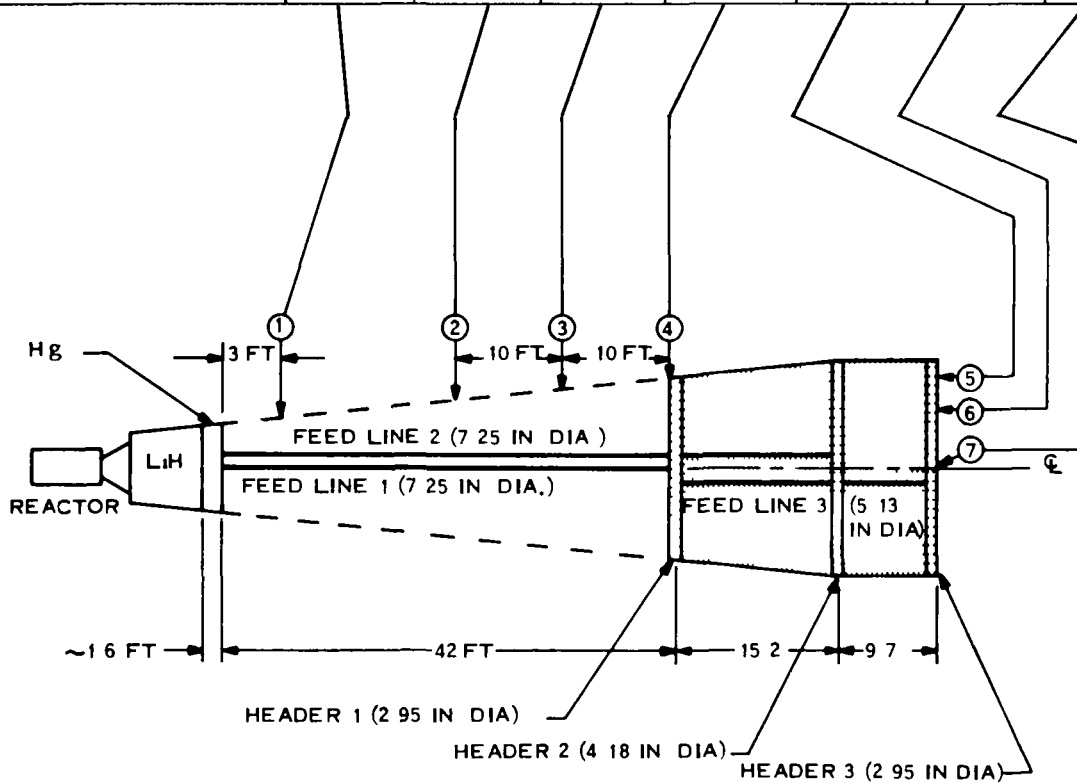 1
2
3
4
Hg
3 FT
10 FT
10 FT
5
6
FEED LINE 2 (7 25 IN DIA )
7
LiH
℄
FEED LINE 1 (7 25 IN DIA.)
FEED LINE 3
(5 13
IN DIA)
REACTOR
~1 6 FT
42 FT
15 2
9 7
HEADER 1 (2 95 IN DIA)
HEADER 2 (4 18 IN DIA)
HEADER 3 (2 95 IN DIA)